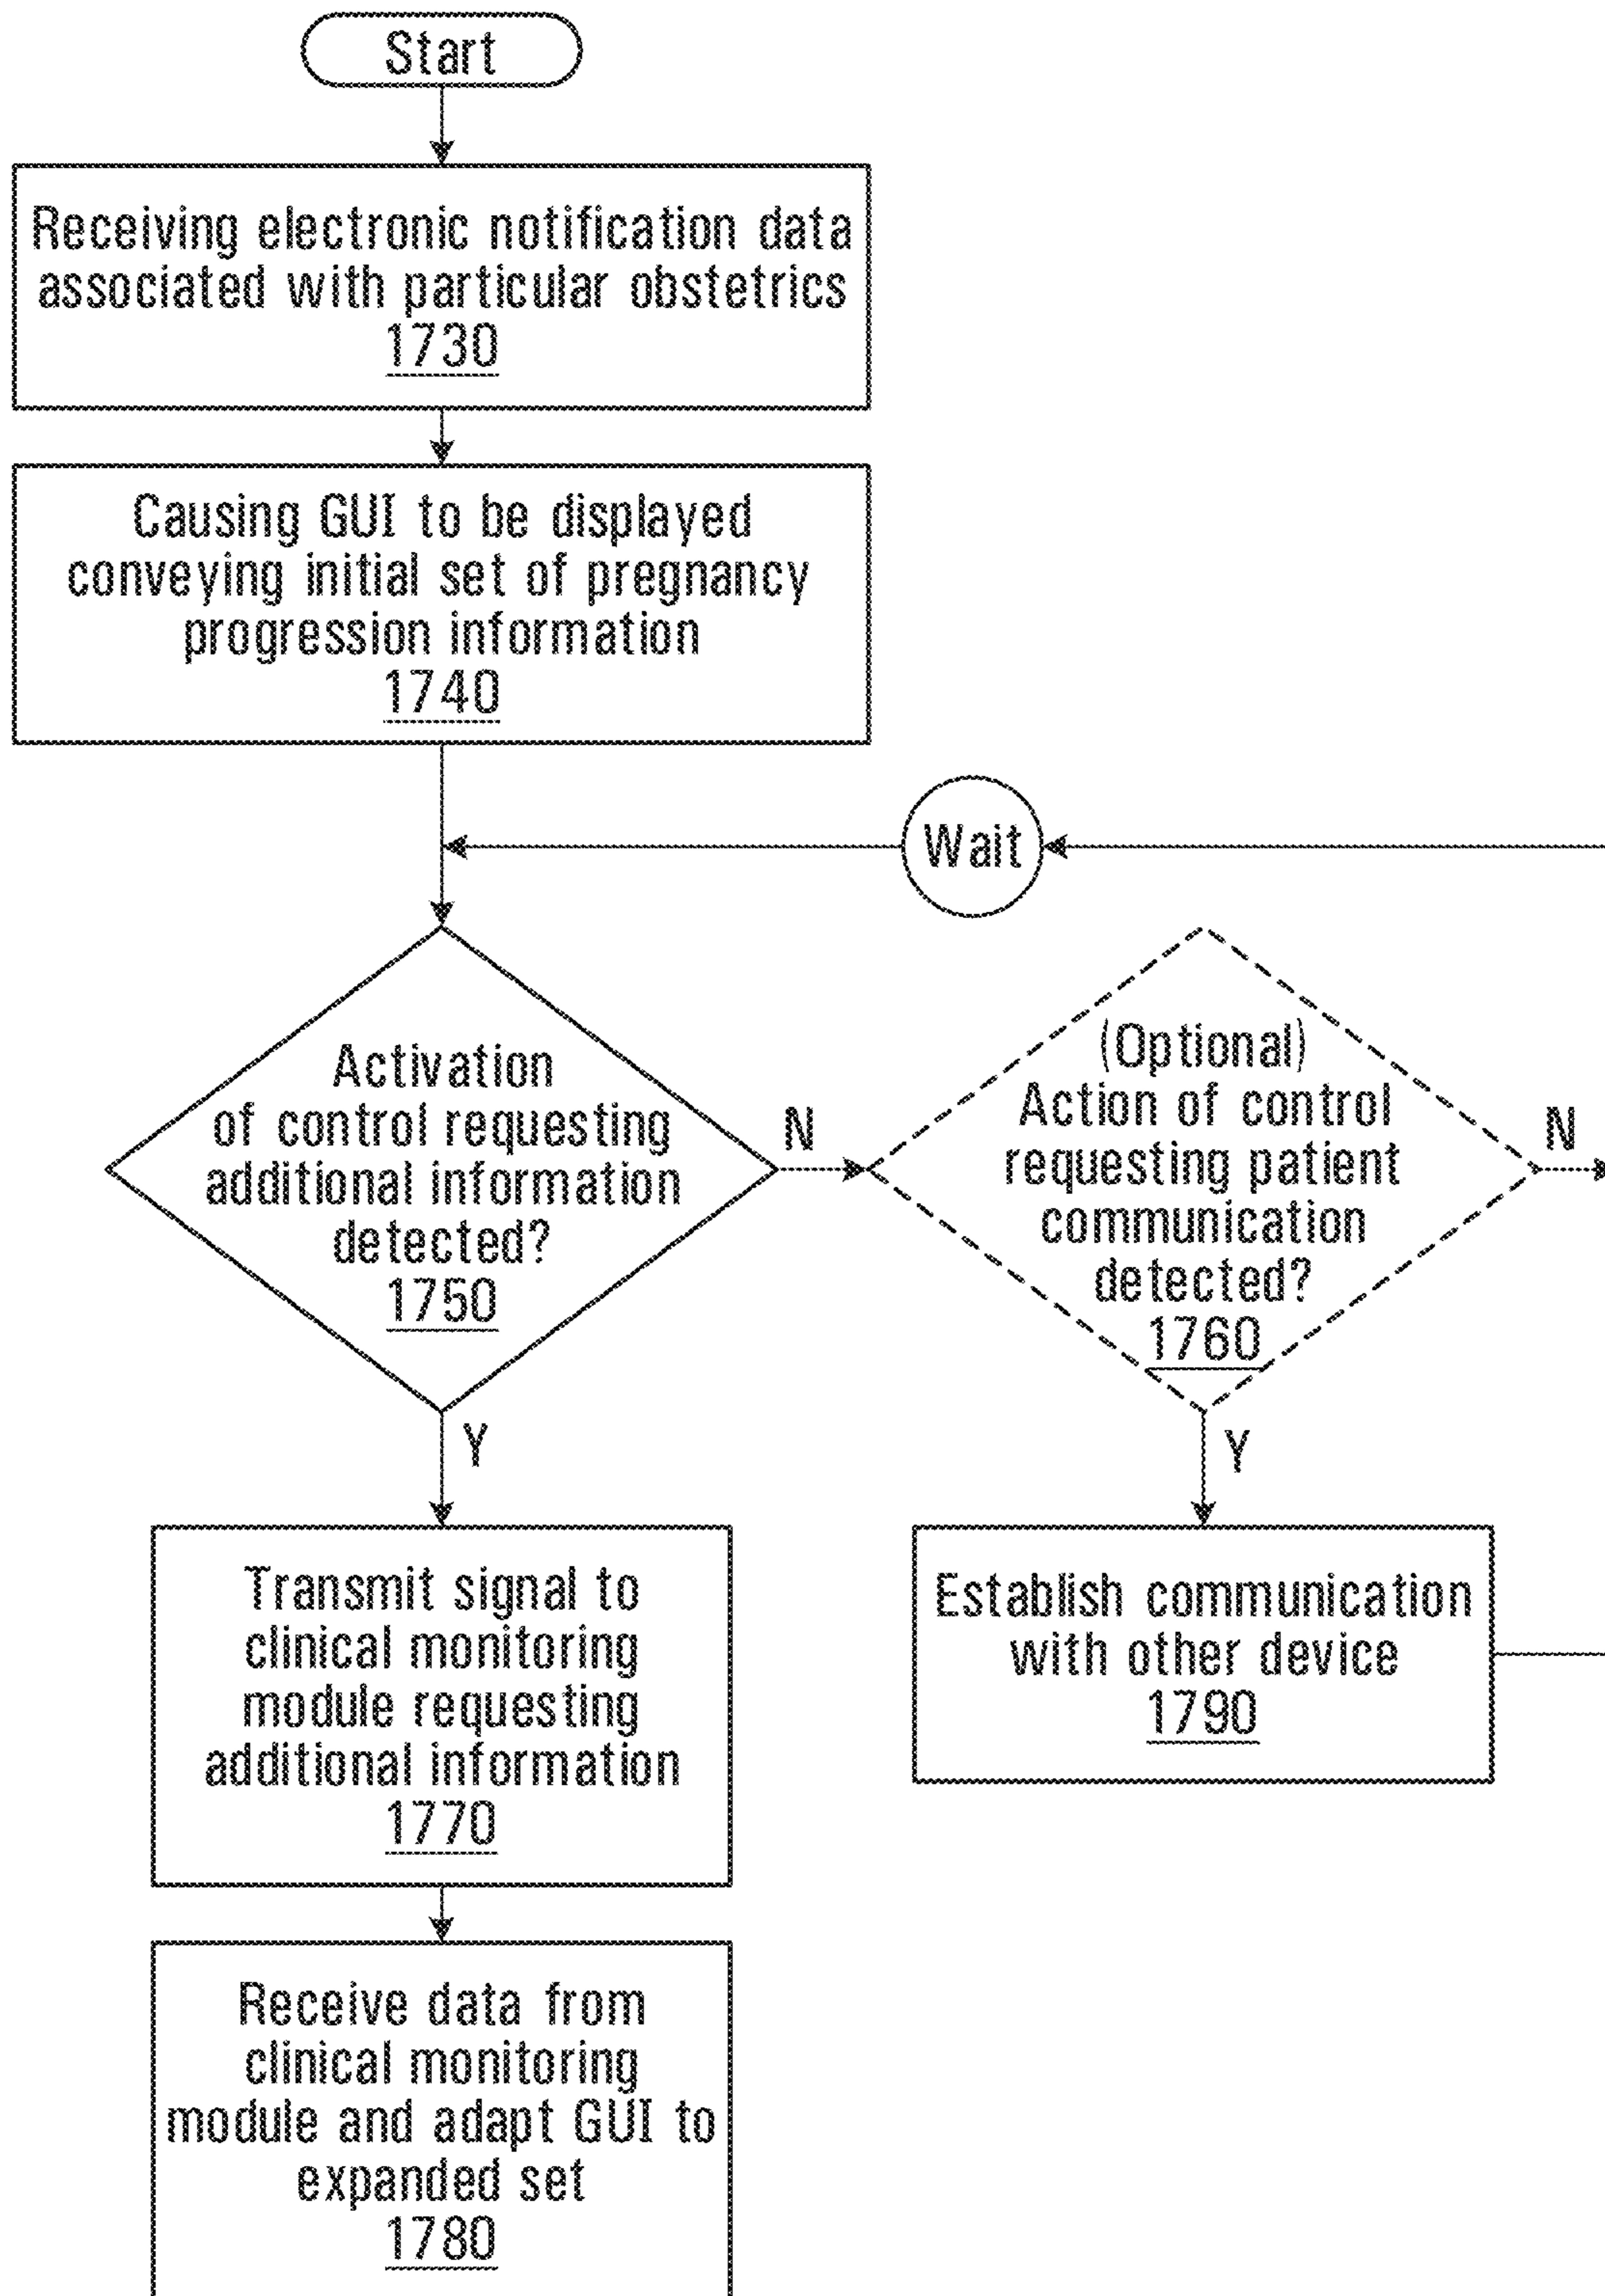 Start
Receiving electronic notification data
associated with particular obstetrics
1730
Causing GUI to be displayed
conveying initial set of pregnancy
progression information
1740
Wait
Activation
of control requesting
additional information
detected?
1750
N
(Optional)
Action of control
requesting patient
communication
detected?
1760
N
Y
Y
Transmit signal to
clinical monitoring
module requesting
additional information
1770
Establish communication
with other device
1790
Receive data from
clinical monitoring
module and adapt GUI to
expanded set
1780